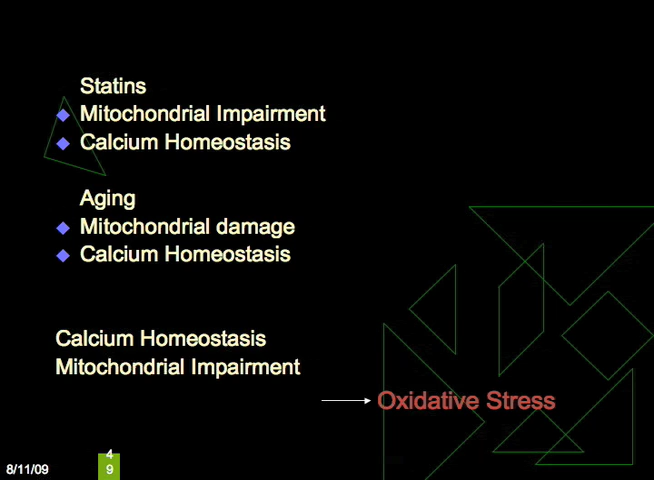 Statins
Mitochondrial Impairment
Calcium Homeostasis
Aging
Mitochondrial damage
Calcium Homeostasis
Calcium Homeostasis
Mitochondrial Impairment
Oxidative Stress
8/11/09
4
9